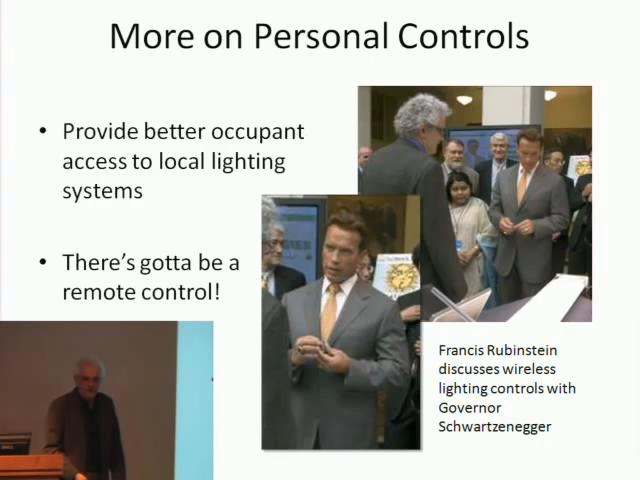 More on Personal Controls
• Provide better occupant
access to local lighting
systems
• There's gotta be a
remote control!
Francis Rubinstein
discusses wireless
lighting controls with
Governor
Schwartzenegger